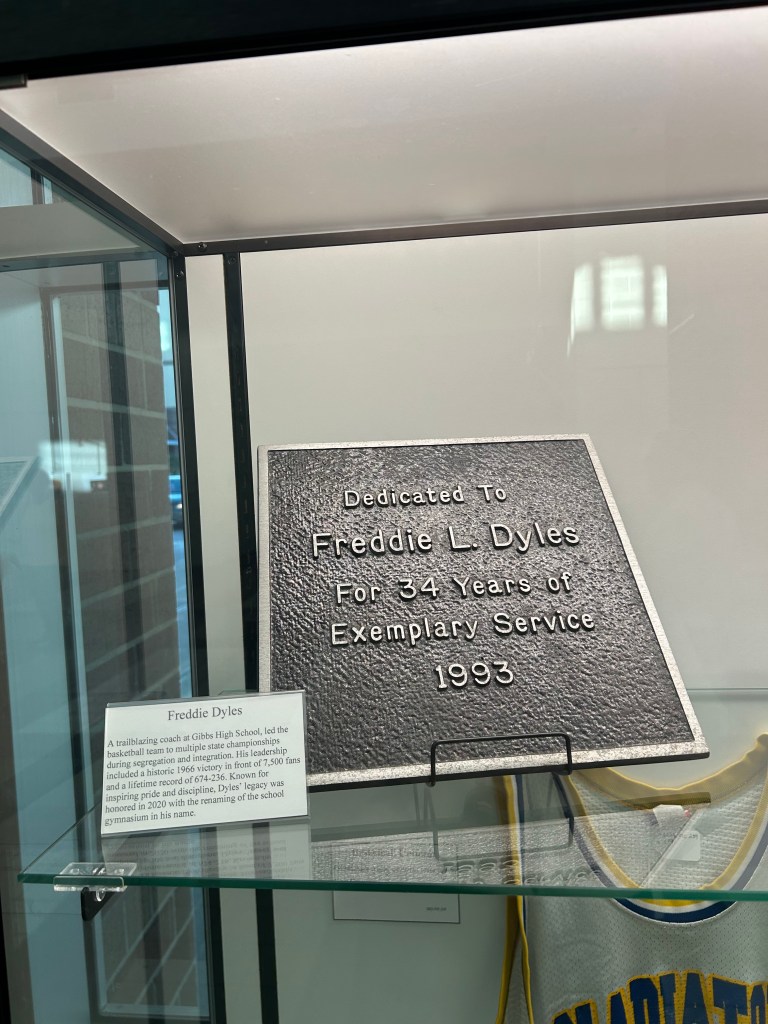 Dedicated To
Freddie L. Dyles
For 34 Years of
Exemplary Service
1993
Freddie Dyles
A trailblazing coach at Gibbs High School, led the
basketball team to multiple state championships
during segregation and integration. His leadership
included a historic 1966 victory in front of 7,500 fans
and a lifetime record of 674-236. Known for
inspiring pride and discipline, Dyles' legacy was
honored in 2020 with the renaming of the school
gymnasium in his name.